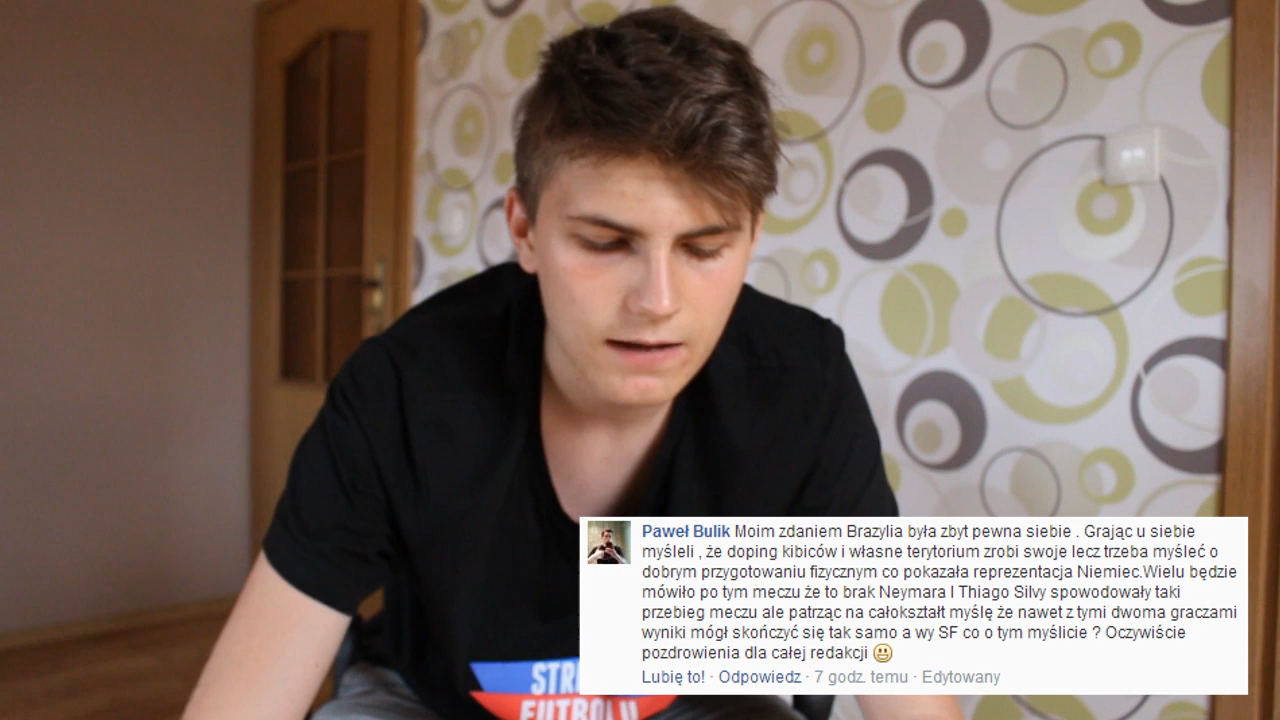 Paweł Bulik Moim zdaniem Brazylia była zbyt pewna siebie . Grając u siebie
myśleli , że doping kibiców i własne terytorium zrobi swoje lecz trzeba myśleć o
dobrym przygotowaniu fizycznym co pokazała reprezentacja Niemiec.Wielu będzie
mówiło po tym meczu że to brak Neymara I Thiago Silvy spowodowały taki
przebieg meczu ale patrząc na całokształt myślę że nawet z tymi dwoma graczami
wyniki mógł skończyć się tak samo a wy SF co o tym myślicie ? Oczywiście
pozdrowienia dla całej redakcji 😃
Lubię to! · Odpowiedz · 7 godz. temu · Edytowany
FUTBOLU